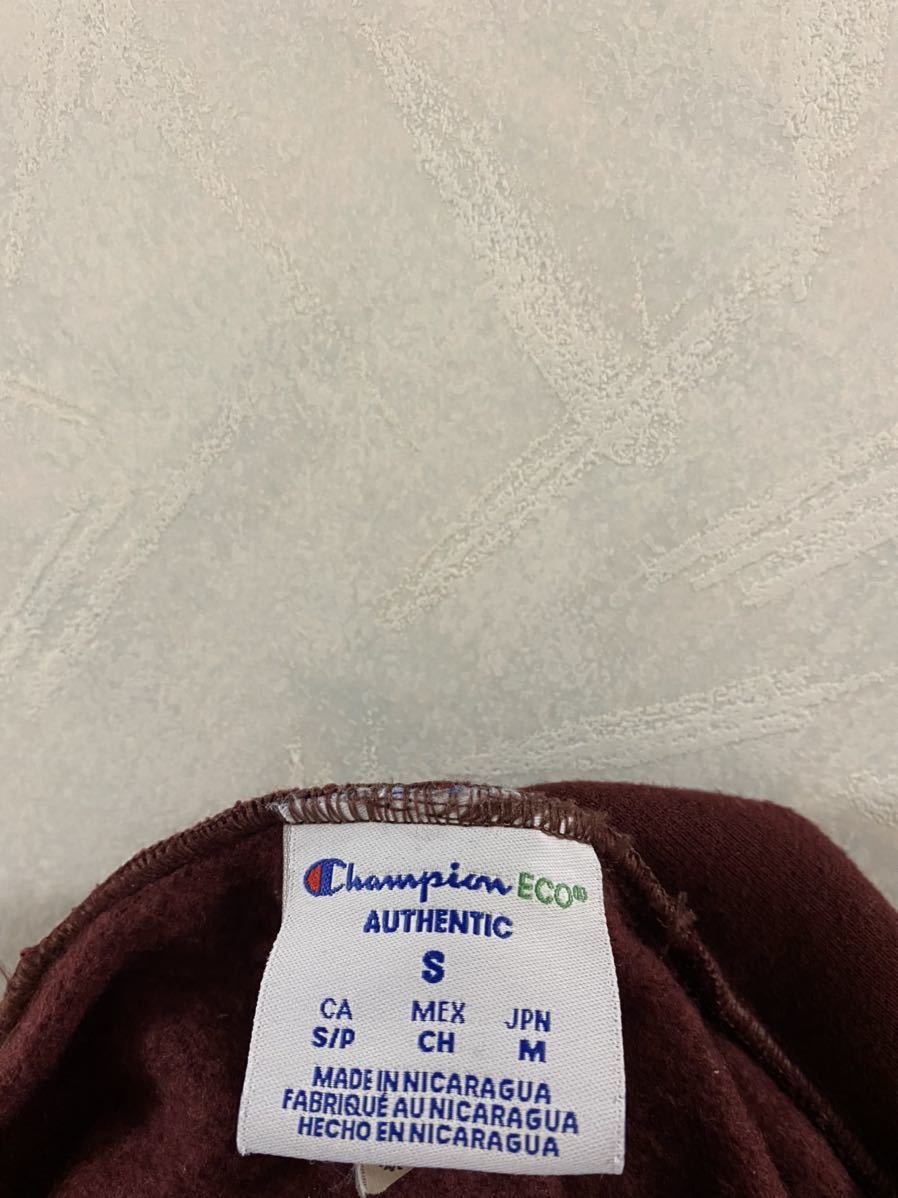 Champion ECO®
AUTHENTIC
S
CA MEX JPN
S/P CH M
MADE IN NICARAGUA
FABRIQUÉ AU NICARAGUA
HECHO EN NICARAGUA